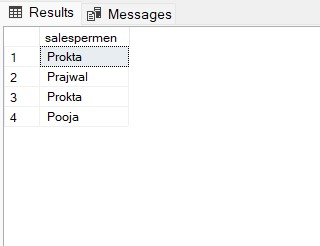 Results Messages
salespermen
1 Prokta
2 Prajwal
3 Prokta
4 Pooja